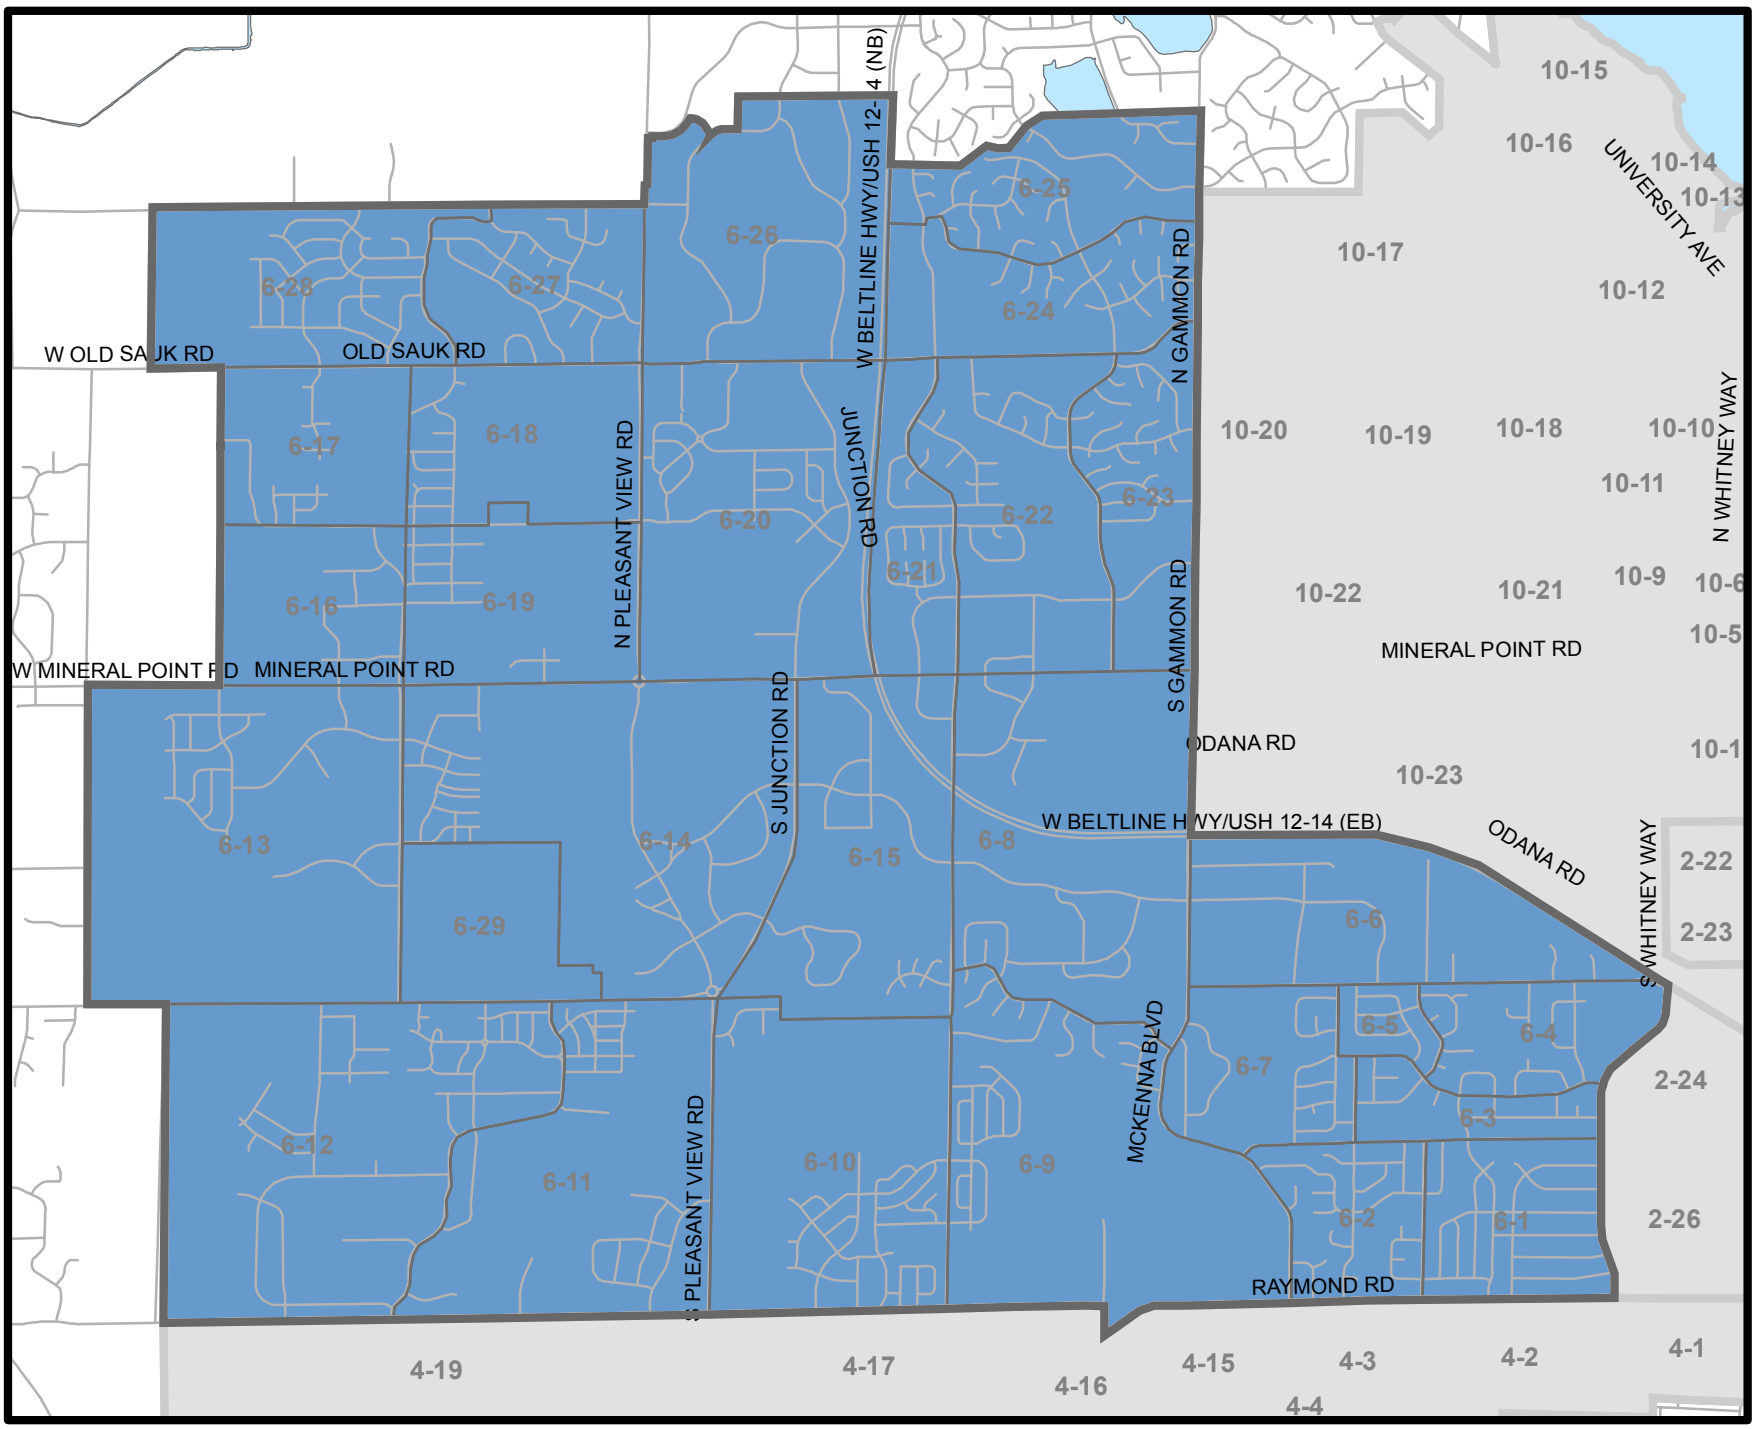 10-15
W BELTLINE HWY/USH 12-14 (NB)
10-16
UNIVERSITY AVE
10-14
10-13
6-25
6-26
10-17
6-28
6-27
10-12
6-24
N GAMMON RD
W OLD SAUK RD
OLD SAUK RD
6-17
6-18
N PLEASANT VIEW RD
JUNCTION RD
10-20
10-19
10-18
10-10
N WHITNEY WAY
10-11
6-23
6-22
6-20
6-21
10-9
10-6
10-22
10-21
6-16
6-19
S GAMMON RD
10-5
MINERAL POINT RD
W MINERAL POINT RD
MINERAL POINT RD
S JUNCTION RD
ODANA RD
10-1
10-23
W BELTLINE HWY/USH 12-14 (EB)
ODANA RD
S WHITNEY WAY
6-13
6-14
6-15
6-8
2-22
6-29
6-6
2-23
6-5
6-4
MCKENNA BLVD
6-7
2-24
6-3
6-12
S PLEASANT VIEW RD
6-11
6-10
6-9
6-2
6-1
2-26
RAYMOND RD
4-19
4-17
4-16
4-15
4-3
4-2
4-1
4-4